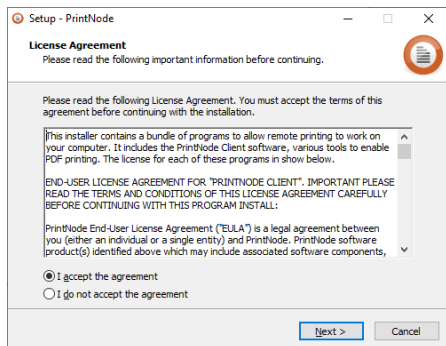 Setup - PrintNode
License Agreement
Please read the following important information before continuing.
Please read the following License Agreement. You must accept the terms of this
agreement before continuing with the installation.
This installer contains a bundle of programs to allow remote printing to work on
your computer. It includes the PrintNode Client software, various tools to enable
PDF printing. The license for each of these programs in show below.
END-USER LICENSE AGREEMENT FOR "PRINTNODE CLIENT". IMPORTANT PLEASE
READ THE TERMS AND CONDITIONS OF THIS LICENSE AGREEMENT CAREFULLY
BEFORE CONTINUING WITH THIS PROGRAM INSTALL:
PrintNode End-User License Agreement ("EULA") is a legal agreement between
you (either an individual or a single entity) and PrintNode. PrintNode software
product(s) identified above which may include associated software components,
I accept the agreement
I do not accept the agreement
Next >
Cancel